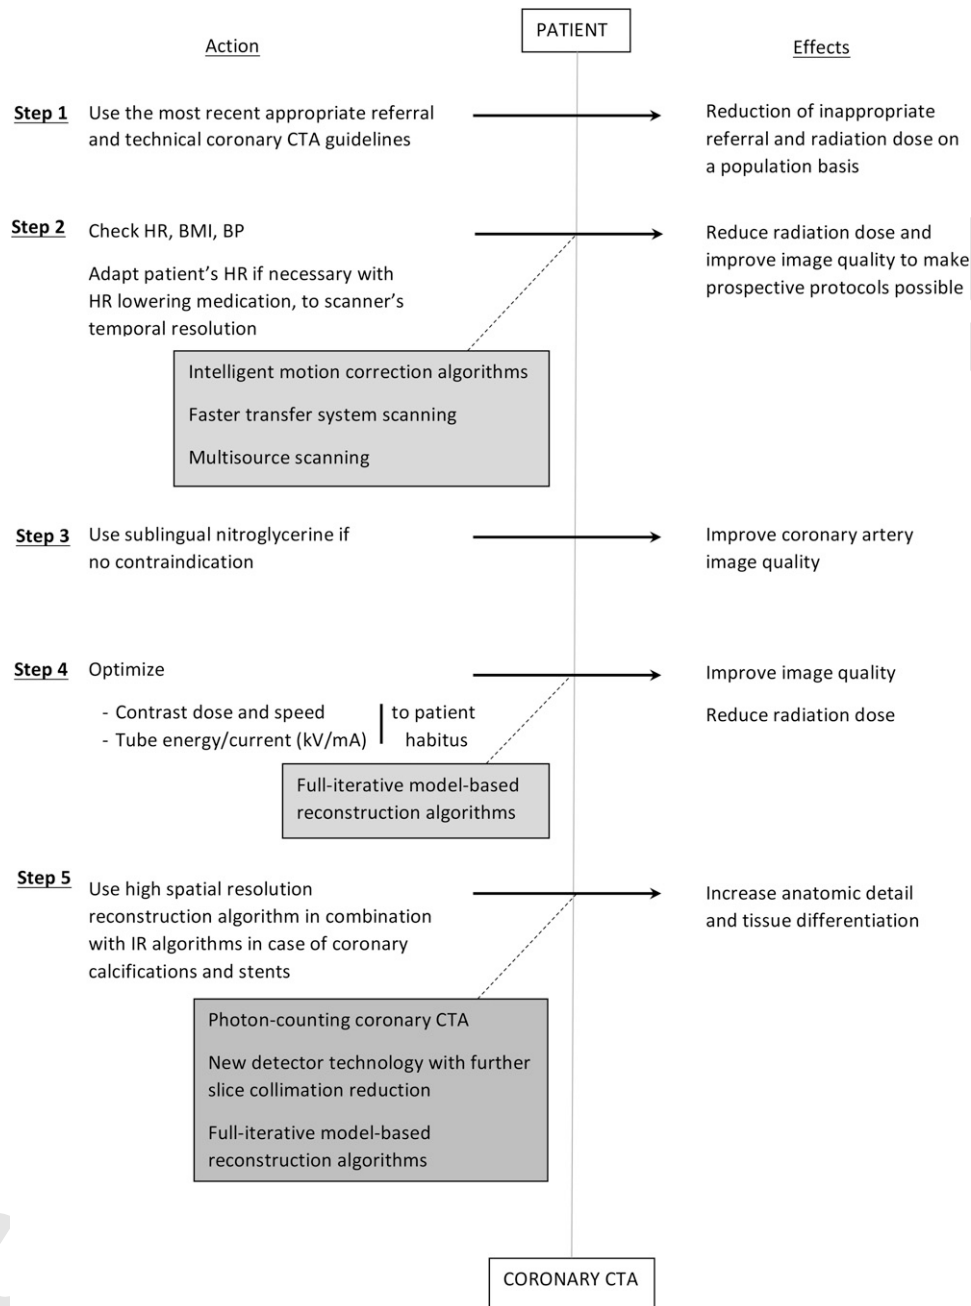 PATIENT
Action
Effects
Step 1 Use the most recent appropriate referral
and technical coronary CTA guidelines
Reduction of inappropriate
referral and radiation dose on
a population basis
Step 2 Check HR, BMI, BP
Adapt patient's HR if necessary with
HR lowering medication, to scanner's
temporal resolution
Reduce radiation dose and
improve image quality to make
prospective protocols possible
Intelligent motion correction algorithms
Faster transfer system scanning
Multisource scanning
Step 3 Use sublingual nitroglycerine if
no contraindication
Improve coronary artery
image quality
Step 4 Optimize
- Contrast dose and speed
- Tube energy/current (kV/mA)
to patient
habitus
Improve image quality
Reduce radiation dose
Full-iterative model-based
reconstruction algorithms
Step 5
Use high spatial resolution
reconstruction algorithm in combination
with IR algorithms in case of coronary
calcifications and stents
Increase anatomic detail
and tissue differentiation
Photon-counting coronary CTA
New detector technology with further
slice collimation reduction
Full-iterative model-based
reconstruction algorithms
CORONARY CTA